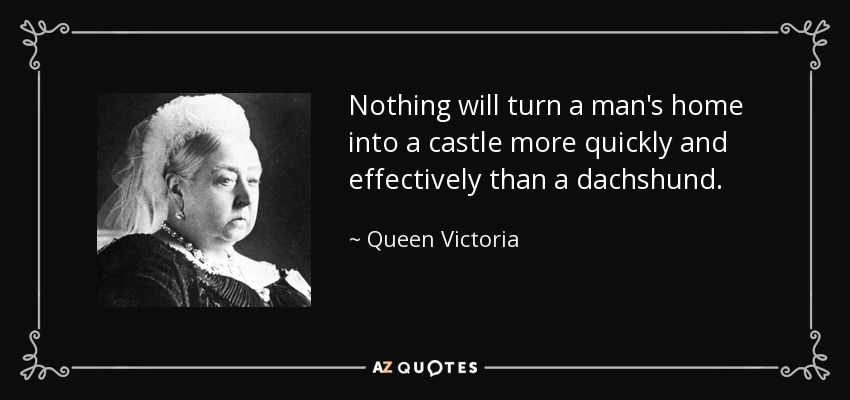 Nothing will turn a man's home
into a castle more quickly and
effectively than a dachshund.
~ Queen Victoria
AZ QUOTES